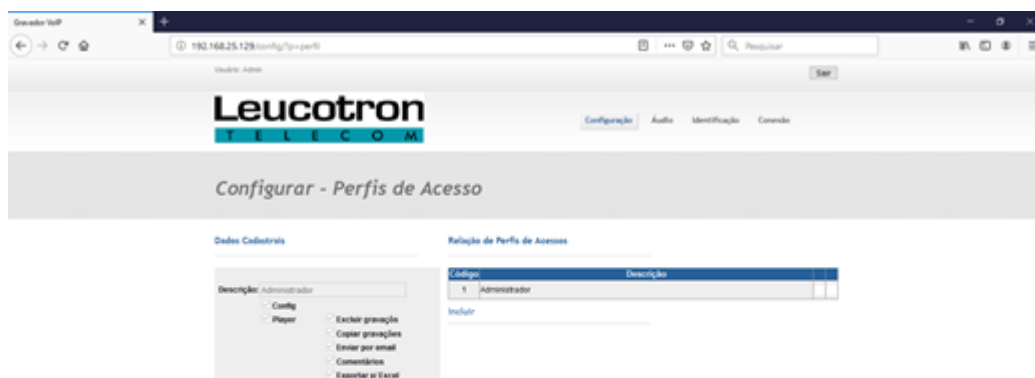 Gravador VoIP
192.168.25.129/config/?p=perfil
Pesquisar
Usuário: Admin
Sair
Leucotron
TELECOM
Configuração Áudio Identificação Conexão
Configurar - Perfis de Acesso
Dados Cadastrais
Relação de Perfis de Acessos
Código Descrição
1 Administrador
Incluir
Descrição: Administrador
Config
Player
Excluir gravação
Copiar gravações
Enviar por email
Comentários
Exportar p/ Excel